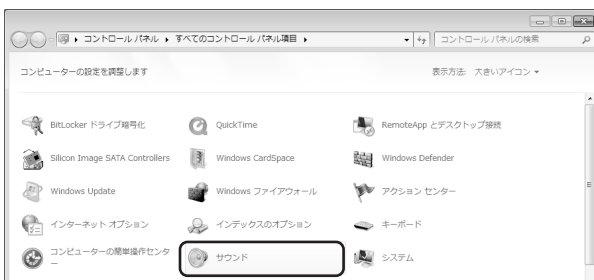 コントロール パネル ▸ すべてのコントロール パネル項目 ▸
コントロール パネルの検索
コンピューターの設定を調整します
表示方法: 大きいアイコン ▾
BitLocker ドライブ暗号化
QuickTime
RemoteApp とデスクトップ接続
Silicon Image SATA Controllers
Windows CardSpace
Windows Defender
Windows Update
Windows ファイアウォール
アクション センター
インターネット オプション
インデックスのオプション
キーボード
コンピューターの簡単操作センタ
ー
サウンド
システム